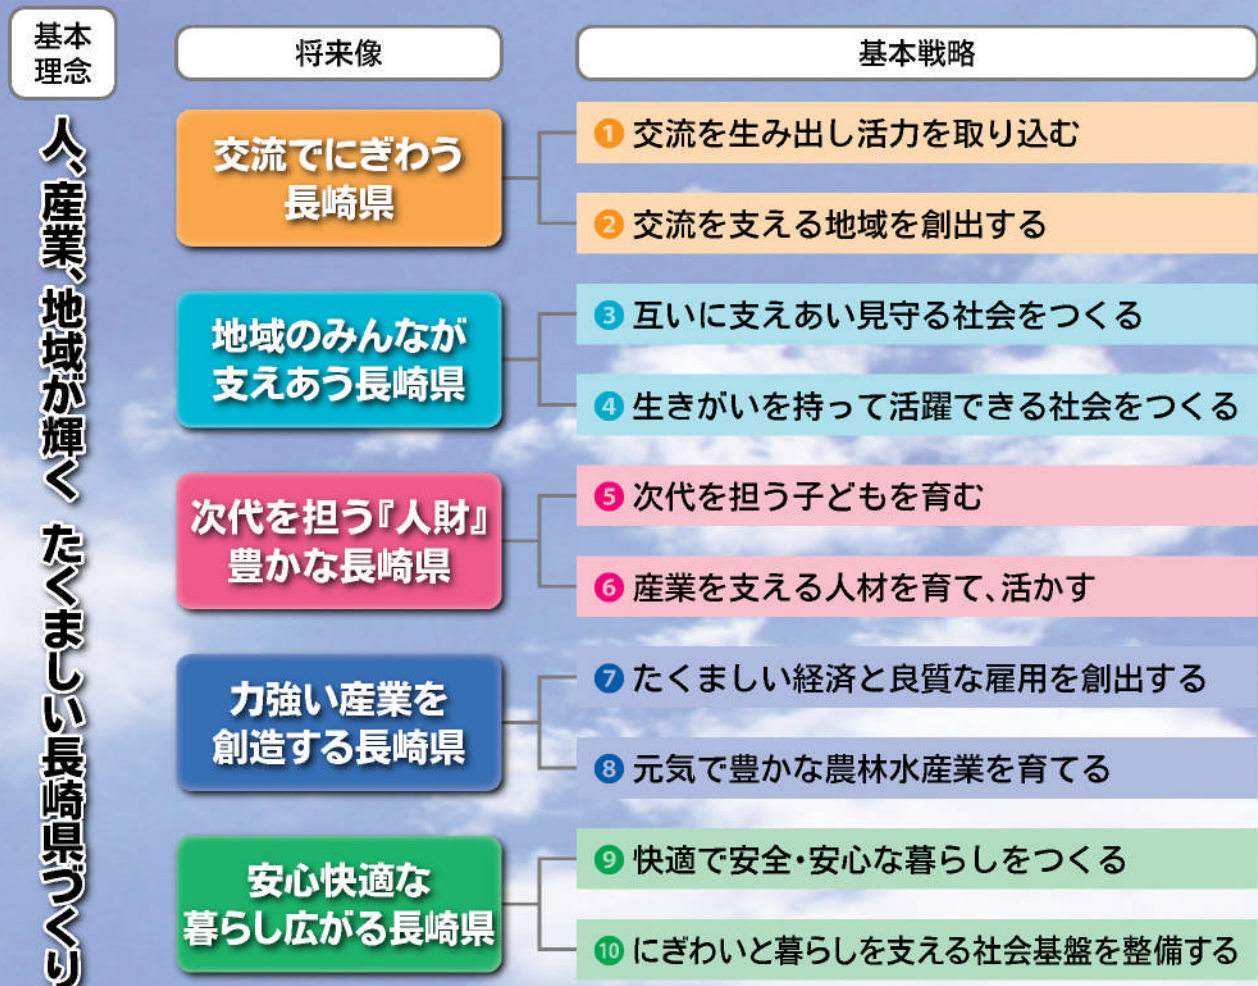 基本
理念
人、産業、地域が輝く たくましい長崎県づくり
将来像
基本戦略
交流でにぎわう
長崎県
❶ 交流を生み出し活力を取り込む
❷ 交流を支える地域を創出する
地域のみんなが
支えあう長崎県
❸ 互いに支えあい見守る社会をつくる
❹ 生きがいを持って活躍できる社会をつくる
次代を担う『人財』
豊かな長崎県
❺ 次代を担う子どもを育む
❻ 産業を支える人材を育て、活かす
力強い産業を
創造する長崎県
❼ たくましい経済と良質な雇用を創出する
❽ 元気で豊かな農林水産業を育てる
安心快適な
暮らし広がる長崎県
❾ 快適で安全・安心な暮らしをつくる
❿ にぎわいと暮らしを支える社会基盤を整備する